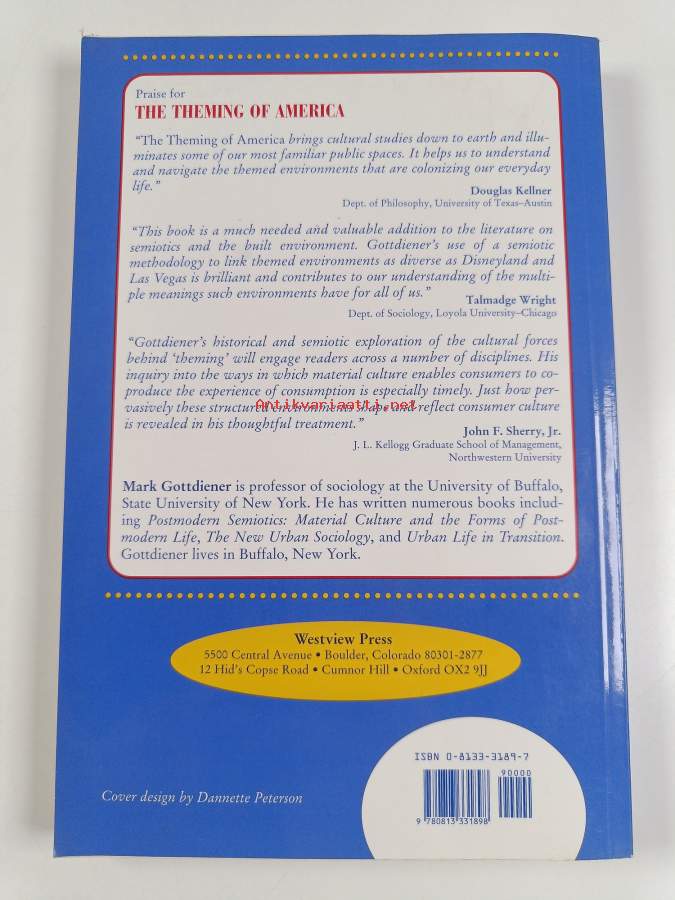 Praise for
THE THEMING OF AMERICA
“The Theming of America brings cultural studies down to earth and illu-
minates some of our most familiar public spaces. It helps us to understand
and navigate the themed environments that are colonizing our everyday
life.”
Douglas Kellner
Dept. of Philosophy, University of Texas–Austin
“This book is a much needed and valuable addition to the literature on
semiotics and the built environment. Gottdiener’s use of a semiotic
methodology to link themed environments as diverse as Disneyland and
Las Vegas is brilliant and contributes to our understanding of the multi-
ple meanings such environments have for all of us.”
Talmadge Wright
Dept. of Sociology, Loyola University–Chicago
“Gottdiener’s historical and semiotic exploration of the cultural forces
behind ‘theming’ will engage readers across a number of disciplines. His
inquiry into the ways in which material culture enables consumers to co-
produce the experience of consumption is especially timely. Just how per-
vasively these structured environments shape and reflect consumer culture
Antikvariaatti.net
is revealed in his thoughtful treatment.”
John F. Sherry, Jr.
J. L. Kellogg Graduate School of Management,
Northwestern University
Mark Gottdiener is professor of sociology at the University of Buffalo,
State University of New York. He has written numerous books includ-
ing Postmodern Semiotics: Material Culture and the Forms of Post-
modern Life, The New Urban Sociology, and Urban Life in Transition.
Gottdiener lives in Buffalo, New York.
Westview Press
5500 Central Avenue • Boulder, Colorado 80301-2877
12 Hid’s Copse Road • Cumnor Hill • Oxford OX2 9JJ
ISBN 0-8133-3189-7
90000
9 780813 331898
Cover design by Dannette Peterson